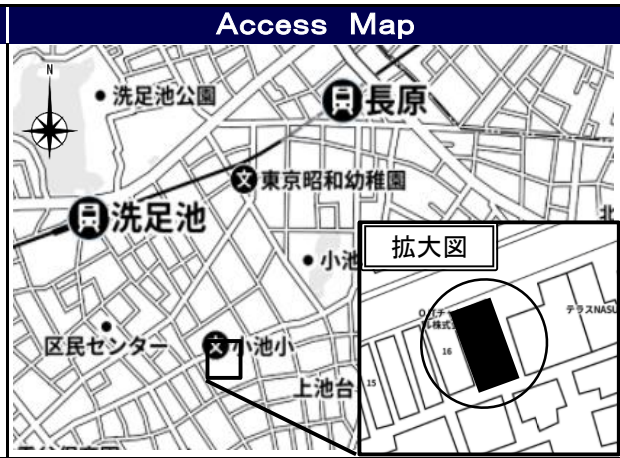 Access Map
N
洗足池公園
長原
文 東京昭和幼稚園
洗足池
小池
拡大図
テラスNASU
16
15
区民センター
文 小池小
上池台